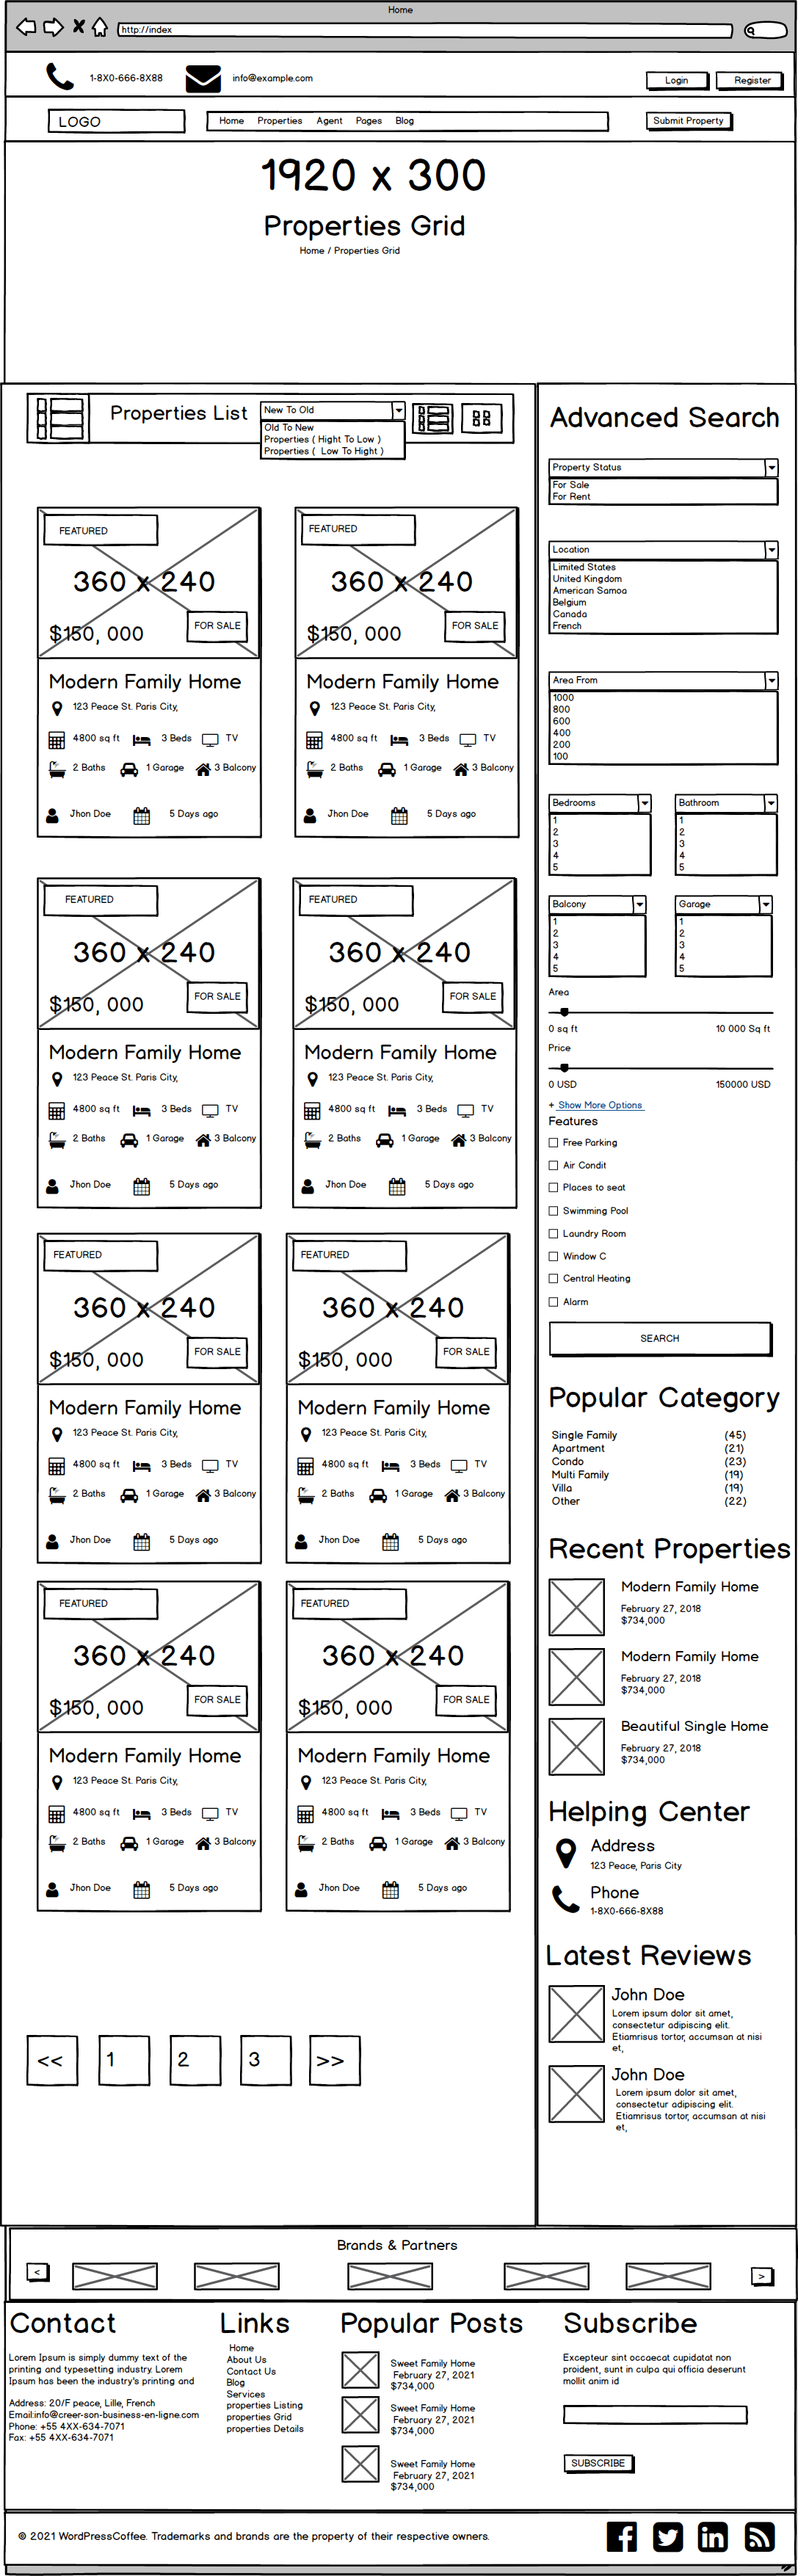 Home
http://index
1-8X0-666-8X88
info@example.com
Login
Register
LOGO
Home Properties Agent Pages Blog
Submit Property
1920 x 300
Properties Grid
Home / Properties Grid
Properties List
New To Old
Old To New
Properties ( Hight To Low )
Properties ( Low To Hight )
FEATURED
360 x 240
$150, 000
FOR SALE
Modern Family Home
123 Peace St. Paris City,
4800 sq ft 3 Beds TV
2 Baths 1 Garage 3 Balcony
Jhon Doe 5 Days ago
FEATURED
360 x 240
$150, 000
FOR SALE
Modern Family Home
123 Peace St. Paris City,
4800 sq ft 3 Beds TV
2 Baths 1 Garage 3 Balcony
Jhon Doe 5 Days ago
FEATURED
360 x 240
$150, 000
FOR SALE
Modern Family Home
123 Peace St. Paris City,
4800 sq ft 3 Beds TV
2 Baths 1 Garage 3 Balcony
Jhon Doe 5 Days ago
FEATURED
360 x 240
$150, 000
FOR SALE
Modern Family Home
123 Peace St. Paris City,
4800 sq ft 3 Beds TV
2 Baths 1 Garage 3 Balcony
Jhon Doe 5 Days ago
FEATURED
360 x 240
$150, 000
FOR SALE
Modern Family Home
123 Peace St. Paris City,
4800 sq ft 3 Beds TV
2 Baths 1 Garage 3 Balcony
Jhon Doe 5 Days ago
FEATURED
360 x 240
$150, 000
FOR SALE
Modern Family Home
123 Peace St. Paris City,
4800 sq ft 3 Beds TV
2 Baths 1 Garage 3 Balcony
Jhon Doe 5 Days ago
FEATURED
360 x 240
$150, 000
FOR SALE
Modern Family Home
123 Peace St. Paris City,
4800 sq ft 3 Beds TV
2 Baths 1 Garage 3 Balcony
Jhon Doe 5 Days ago
FEATURED
360 x 240
$150, 000
FOR SALE
Modern Family Home
123 Peace St. Paris City,
4800 sq ft 3 Beds TV
2 Baths 1 Garage 3 Balcony
Jhon Doe 5 Days ago
<< 1 2 3 >>
Advanced Search
Property Status
For Sale
For Rent
Location
Limited States
United Kingdom
American Samoa
Belgium
Canada
French
Area From
1000
800
600
400
200
100
Bedrooms
1
2
3
4
5
Bathroom
1
2
3
4
5
Balcony
1
2
3
4
5
Garage
1
2
3
4
5
Area
0 sq ft 10 000 Sq ft
Price
0 USD 150000 USD
+ Show More Options
Features
Free Parking
Air Condit
Places to seat
Swimming Pool
Laundry Room
Window C
Central Heating
Alarm
SEARCH
Popular Category
Single Family (45)
Apartment (21)
Condo (23)
Multi Family (19)
Villa (19)
Other (22)
Recent Properties
Modern Family Home
February 27, 2018
$734,000
Modern Family Home
February 27, 2018
$734,000
Beautiful Single Home
February 27, 2018
$734,000
Helping Center
Address
123 Peace, Paris City
Phone
1-8X0-666-8X88
Latest Reviews
John Doe
Lorem ipsum dolor sit amet,
consectetur adipiscing elit.
Etiamrisus tortor, accumsan at nisi
et,
John Doe
Lorem ipsum dolor sit amet,
consectetur adipiscing elit.
Etiamrisus tortor, accumsan at nisi
et,
Brands & Partners
< >
Contact
Lorem Ipsum is simply dummy text of the
printing and typesetting industry. Lorem
Ipsum has been the industry's printing and
Address: 20/F peace, Lille, French
Email:info@creer-son-business-en-ligne.com
Phone: +55 4XX-634-7071
Fax: +55 4XX-634-7071
Links
Home
About Us
Contact Us
Blog
Services
properties Listing
properties Grid
properties Details
Popular Posts
Sweet Family Home
February 27, 2021
$734,000
Sweet Family Home
February 27, 2021
$734,000
Sweet Family Home
February 27, 2021
$734,000
Subscribe
Excepteur sint occaecat cupidatat non
proident, sunt in culpa qui officia deserunt
mollit anim id
SUBSCRIBE
© 2021 WordPressCoffee. Trademarks and brands are the property of their respective owners.